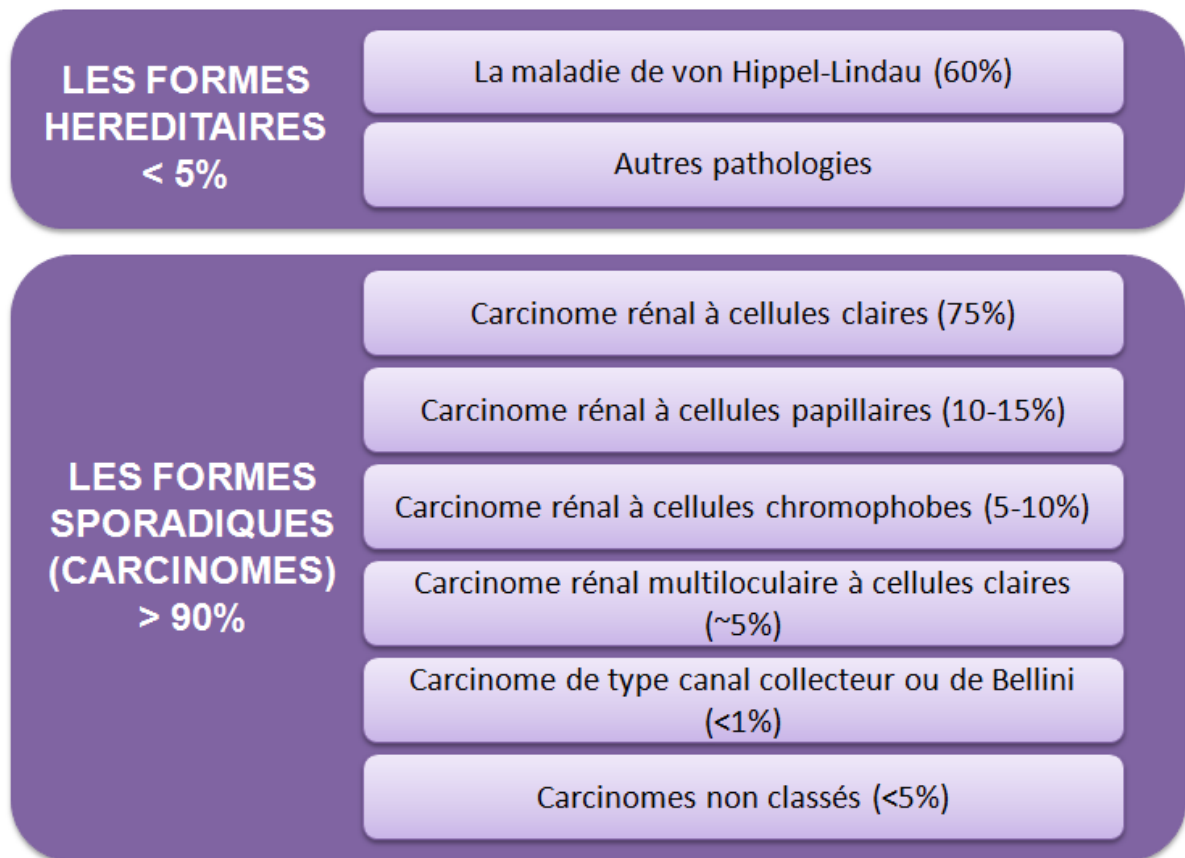 LES FORMES
HEREDITAIRES
< 5%
La maladie de von Hippel-Lindau (60%)
Autres pathologies
LES FORMES
SPORADIQUES
(CARCINOMES)
> 90%
Carcinome rénal à cellules claires (75%)
Carcinome rénal à cellules papillaires (10-15%)
Carcinome rénal à cellules chromophobes (5-10%)
Carcinome rénal multiloculaire à cellules claires
(~5%)
Carcinome de type canal collecteur ou de Bellini
(<1%)
Carcinomes non classés (<5%)